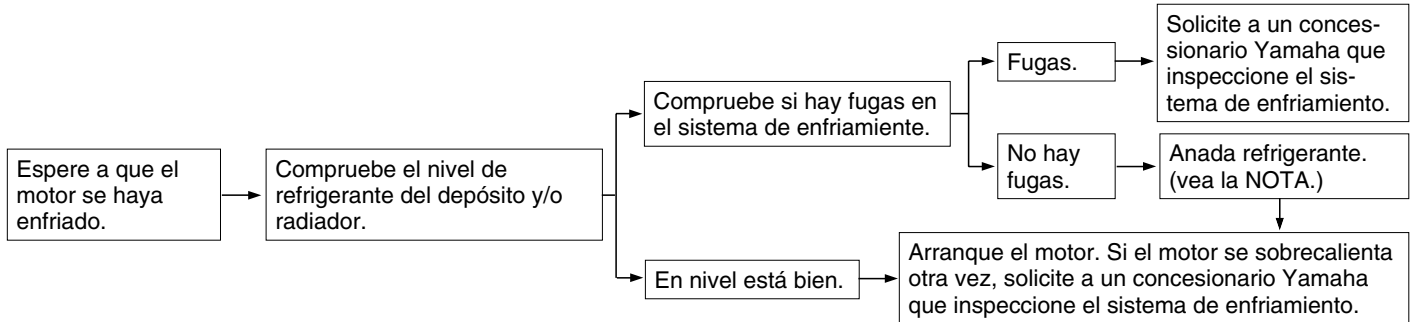 Espere a que el
motor se haya
enfriado.
Compruebe el nivel de
refrigerante del depósito y/o
radiador.
Compruebe si hay fugas en
el sistema de enfriamiente.
Fugas.
Solicite a un conces-
sionario Yamaha que
inspeccione el sis-
tema de enfriamiento.
No hay
fugas.
Anada refrigerante.
(vea la NOTA.)
En nivel está bien.
Arranque el motor. Si el motor se sobrecalienta
otra vez, solicite a un concesionario Yamaha
que inspeccione el sistema de enfriamiento.